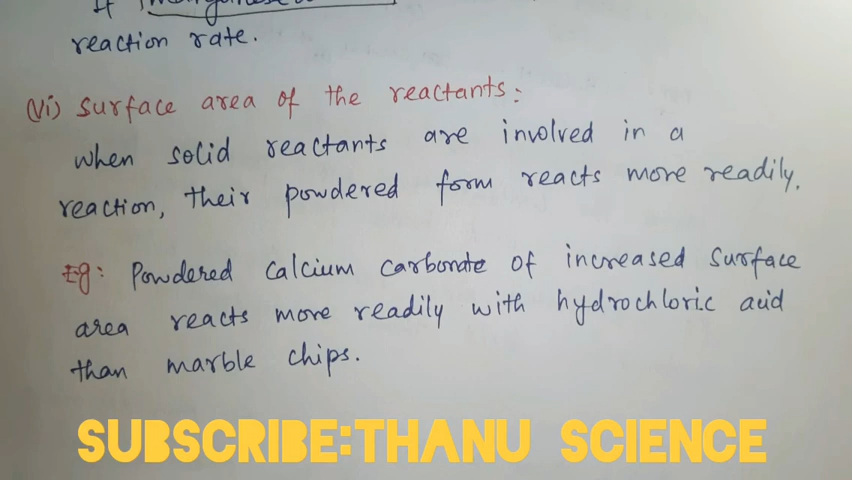 If
reaction rate.
(vi) Surface area of the reactants:
when solid reactants are involved in a
reaction, their powdered form reacts more readily.
Eg: Powdered calcium carbonate of increased surface
area reacts more readily with hydrochloric acid
than marble chips.
SUBSCRIBE:THANU SCIENCE